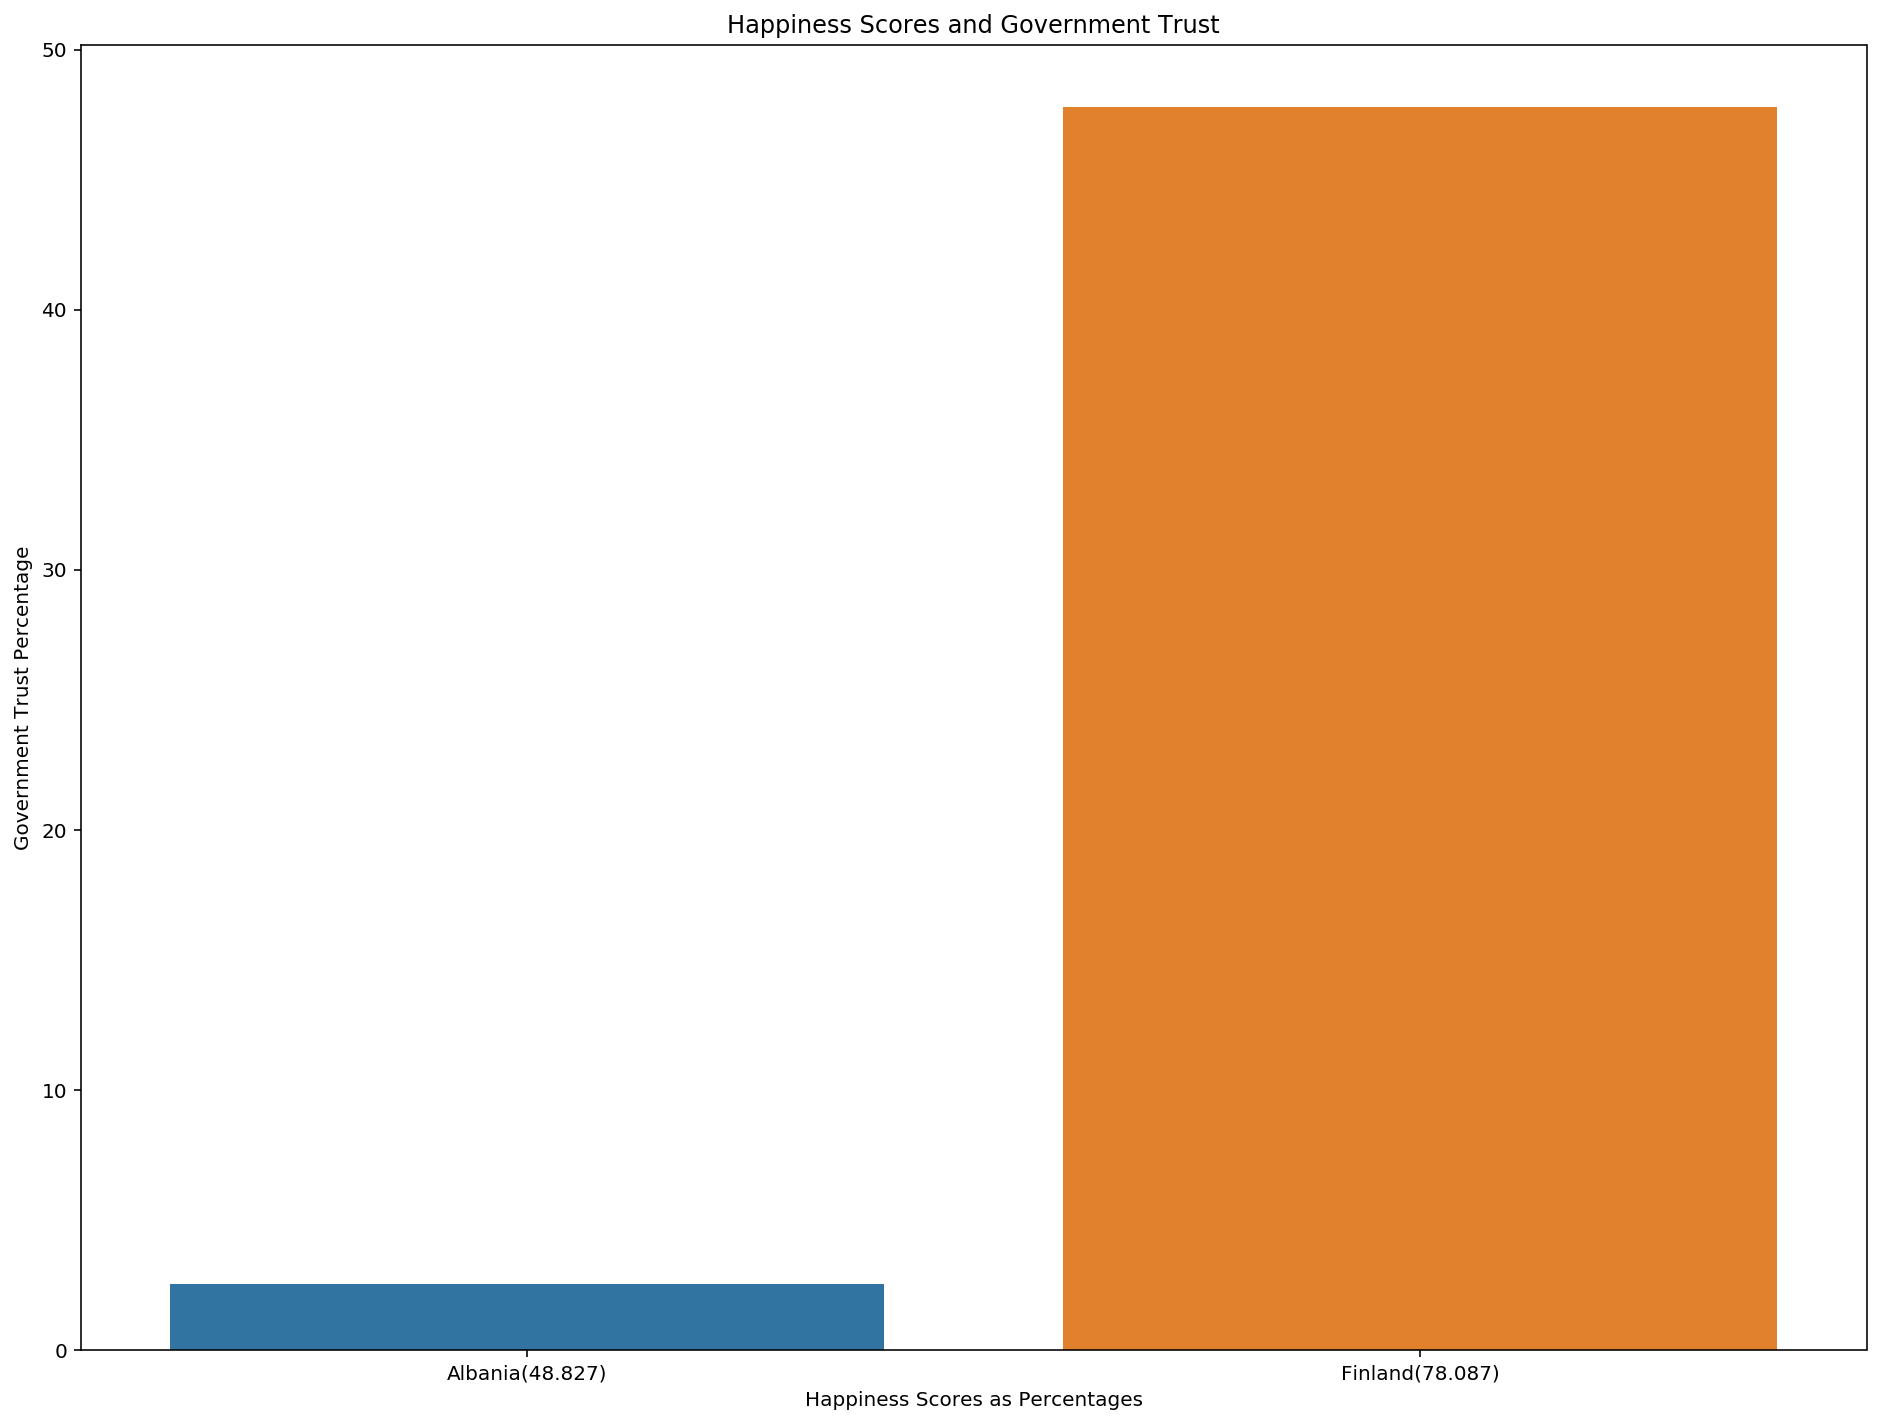 Happiness Scores and Government Trust
50
40
30
20
10
0
Government Trust Percentage
Albania(48.827)
Finland(78.087)
Happiness Scores as Percentages